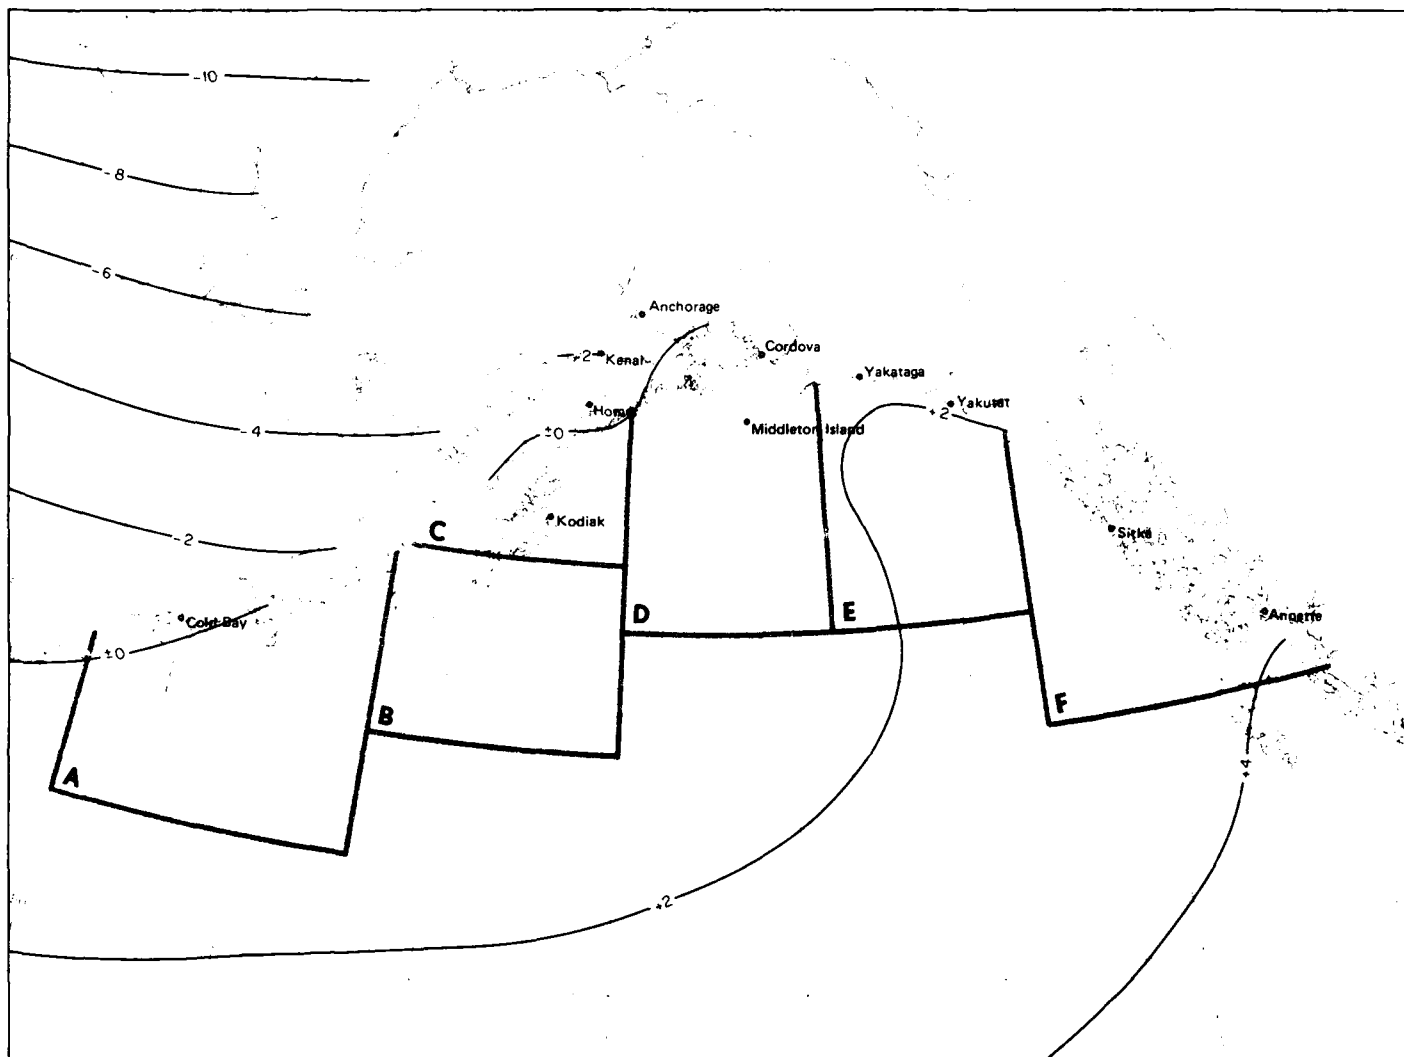 -10
-8
-6
Anchorage
-2
Kenai
Cordova
Yakataga
Yakutat
+2
Homer
±0
-4
Middleton Island
Kodiak
C
Sitka
-2
Cold Bay
D
E
Annette
±0
B
F
A
+4
+2